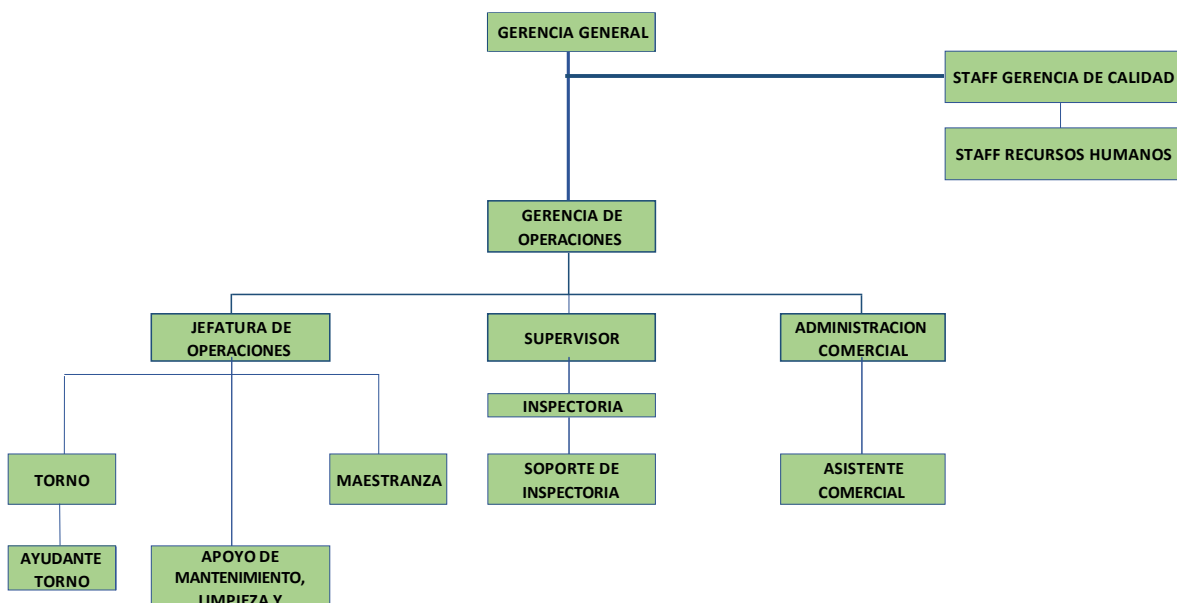 GERENCIA GENERAL
STAFF GERENCIA DE CALIDAD
STAFF RECURSOS HUMANOS
GERENCIA DE
OPERACIONES
JEFATURA DE
OPERACIONES
SUPERVISOR
ADMINISTRACION
COMERCIAL
INSPECTORIA
TORNO
MAESTRANZA
SOPORTE DE
INSPECTORIA
ASISTENTE
COMERCIAL
AYUDANTE
TORNO
APOYO DE
MANTENIMIENTO,
LIMPIEZA Y